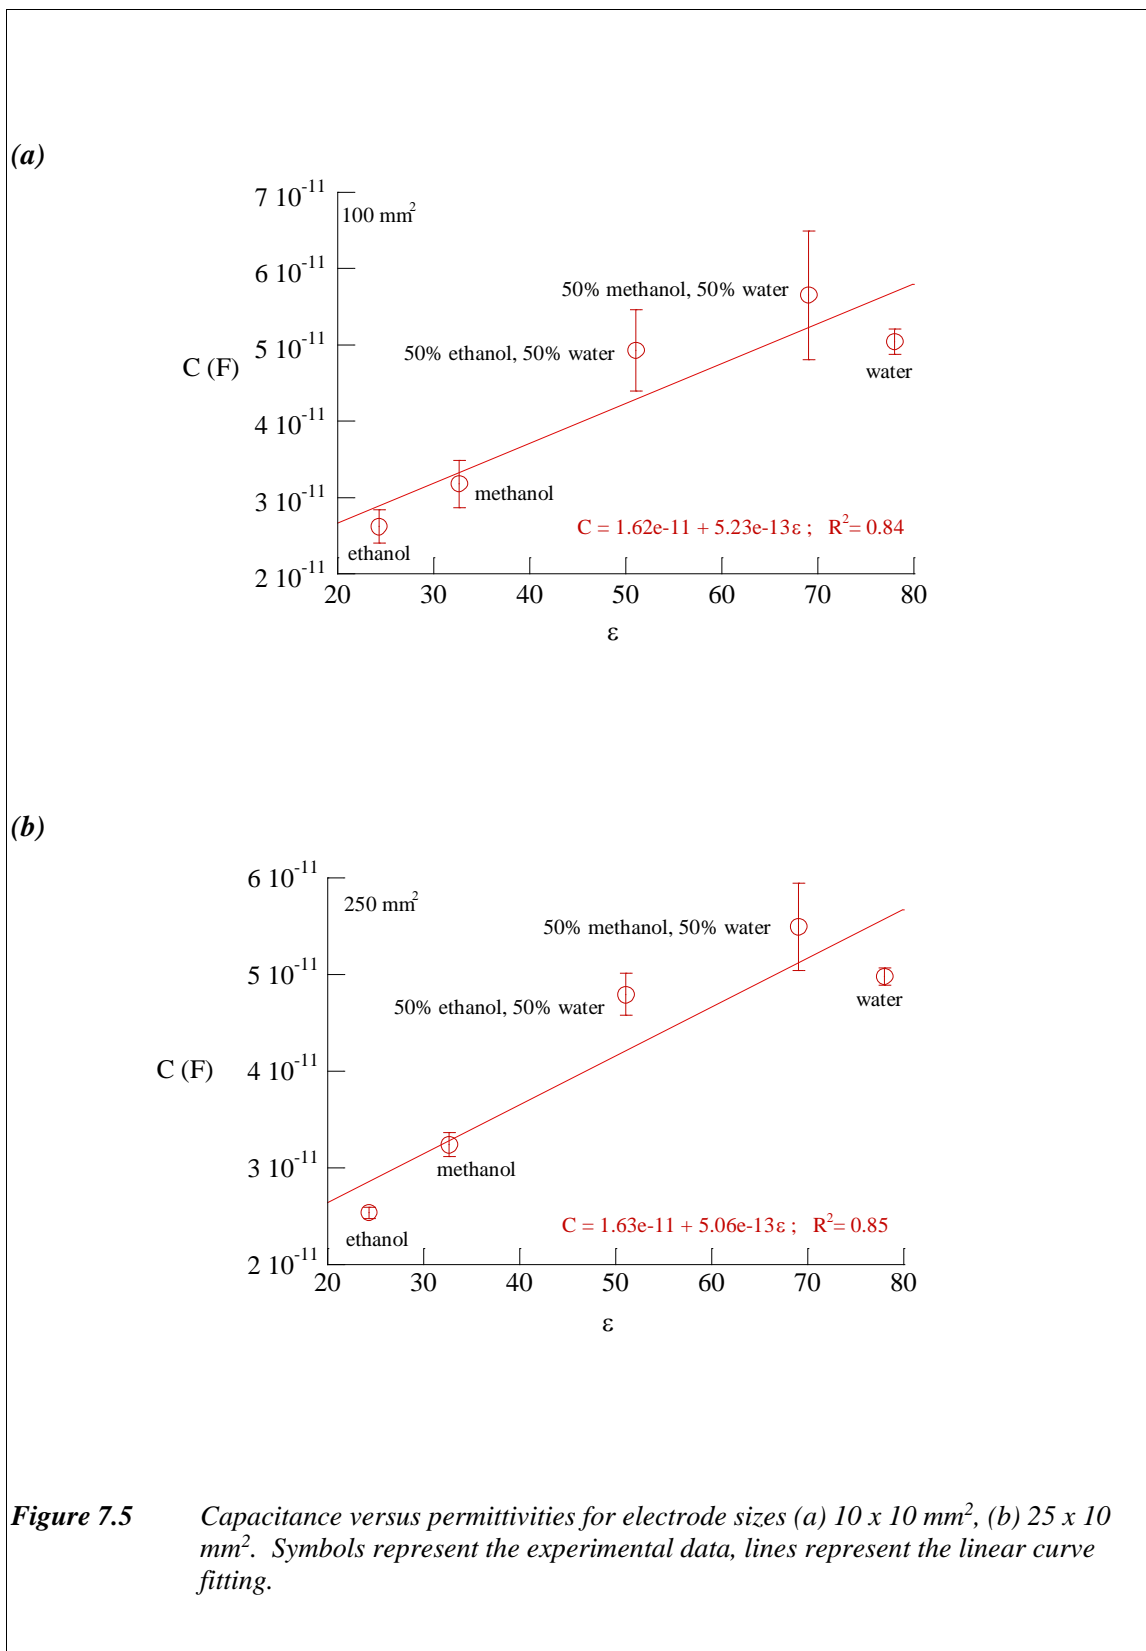 (a)
7 10⁻¹¹
100 mm²
6 10⁻¹¹
50% methanol, 50% water
5 10⁻¹¹
50% ethanol, 50% water
C (F)
water
4 10⁻¹¹
3 10⁻¹¹
methanol
C = 1.62e-11 + 5.23e-13ε ; R²= 0.84
ethanol
2 10⁻¹¹
20 30 40 50 60 70 80
ε
(b)
6 10⁻¹¹
250 mm²
50% methanol, 50% water
5 10⁻¹¹
water
50% ethanol, 50% water
C (F)
4 10⁻¹¹
3 10⁻¹¹
methanol
C = 1.63e-11 + 5.06e-13ε ; R²= 0.85
ethanol
2 10⁻¹¹
20 30 40 50 60 70 80
ε
Figure 7.5 Capacitance versus permittivities for electrode sizes (a) 10 x 10 mm², (b) 25 x 10
mm². Symbols represent the experimental data, lines represent the linear curve
fitting.